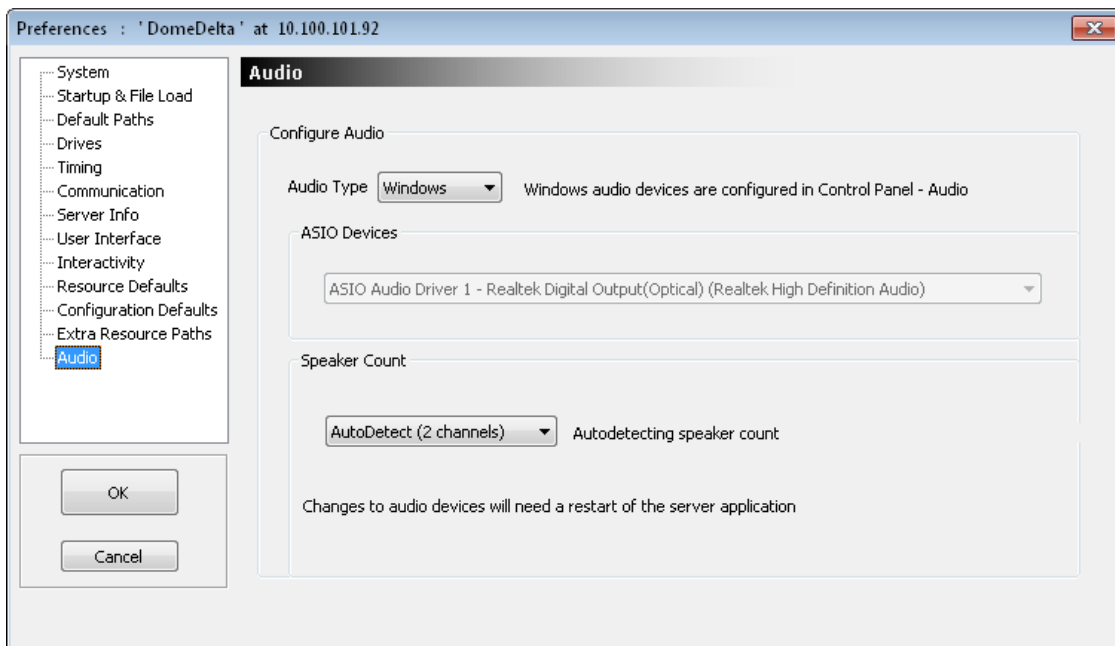 Preferences : ' DomeDelta ' at 10.100.101.92
System
Startup & File Load
Default Paths
Drives
Timing
Communication
Server Info
User Interface
Interactivity
Resource Defaults
Configuration Defaults
Extra Resource Paths
Audio
OK
Cancel
Audio
Configure Audio
Audio Type Windows Windows audio devices are configured in Control Panel - Audio
ASIO Devices
ASIO Audio Driver 1 - Realtek Digital Output(Optical) (Realtek High Definition Audio)
Speaker Count
AutoDetect (2 channels) Autodetecting speaker count
Changes to audio devices will need a restart of the server application